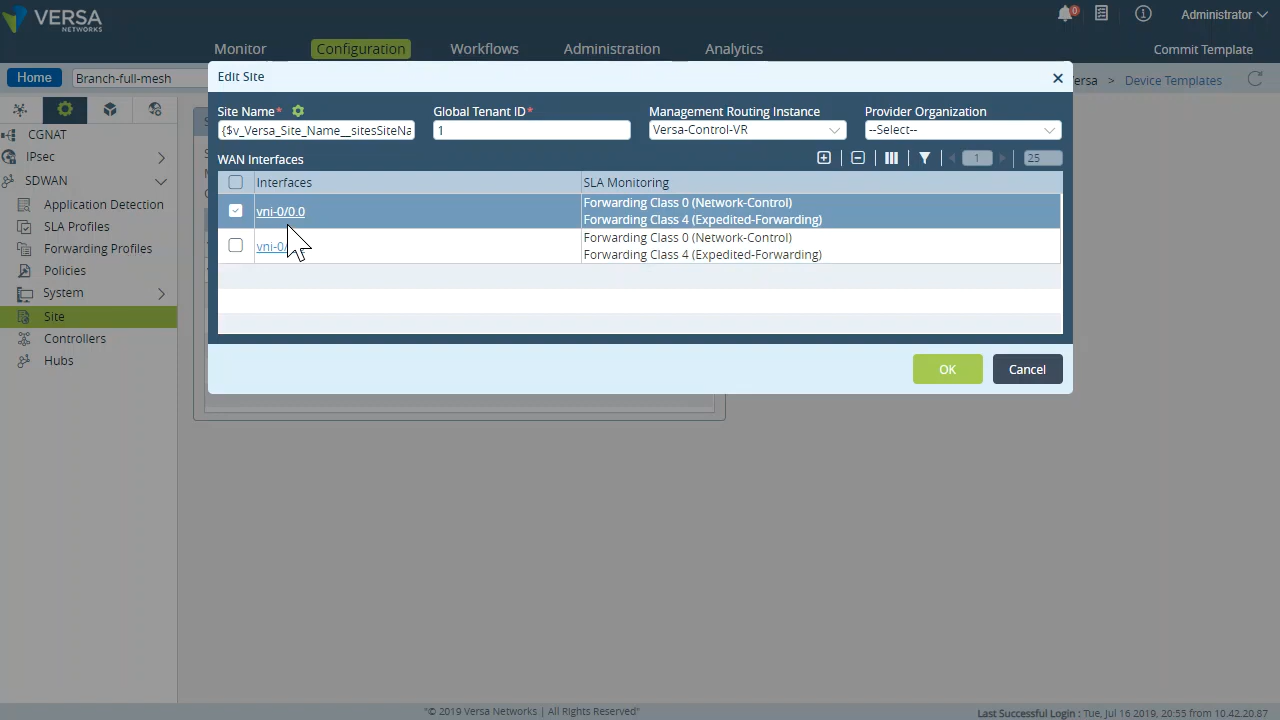 VERSA
NETWORKS
0
Administrator
Monitor
Configuration
Workflows
Administration
Analytics
Commit Template
Home
Branch-full-mesh
Versa > Device Templates
Edit Site
Site Name*
Global Tenant ID*
Management Routing Instance
Provider Organization
{$v_Versa_Site_Name__sitesSiteNa
1
Versa-Control-VR
--Select--
WAN Interfaces
1
25
Interfaces
SLA Monitoring
vni-0/0.0
Forwarding Class 0 (Network-Control)
Forwarding Class 4 (Expedited-Forwarding)
vni-0/
Forwarding Class 0 (Network-Control)
Forwarding Class 4 (Expedited-Forwarding)
OK
Cancel
CGNAT
IPsec
SDWAN
Application Detection
SLA Profiles
Forwarding Profiles
Policies
System
Site
Controllers
Hubs
"© 2019 Versa Networks | All Rights Reserved"
Last Successful Login : Tue, Jul 16 2019, 20:55 from 10.42.20.87